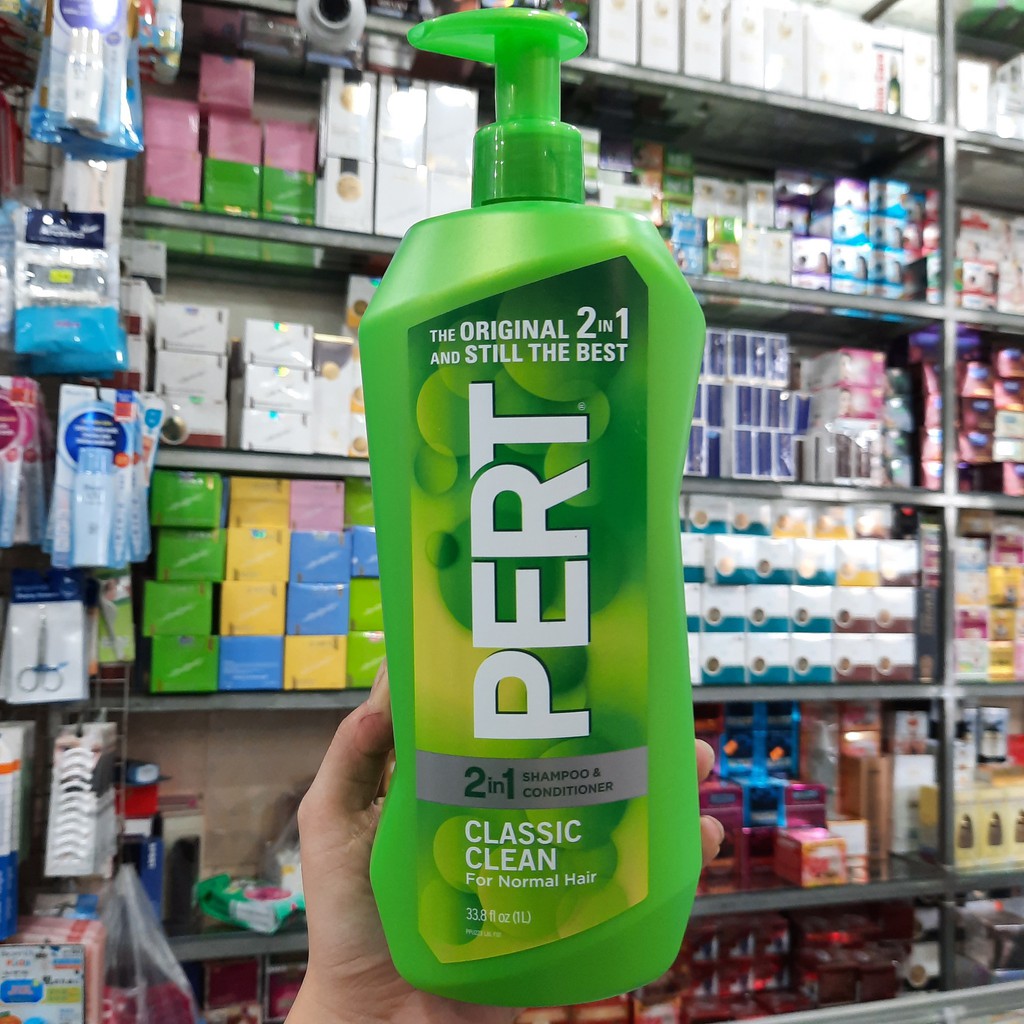 THE ORIGINAL 2 IN 1
AND STILL THE BEST
PERT®
2in1 SHAMPOO &
CONDITIONER
CLASSIC
CLEAN
For Normal Hair
33.8 fl oz (1L)